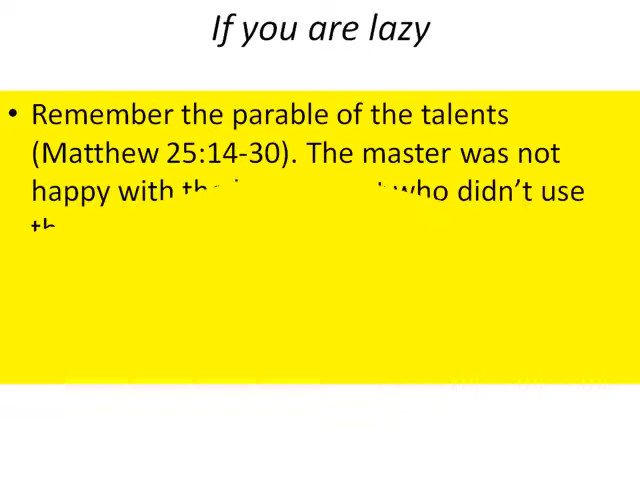 If you are lazy
• Remember the parable of the talents
(Matthew 25:14-30). The master was not
happy with who didn’t use